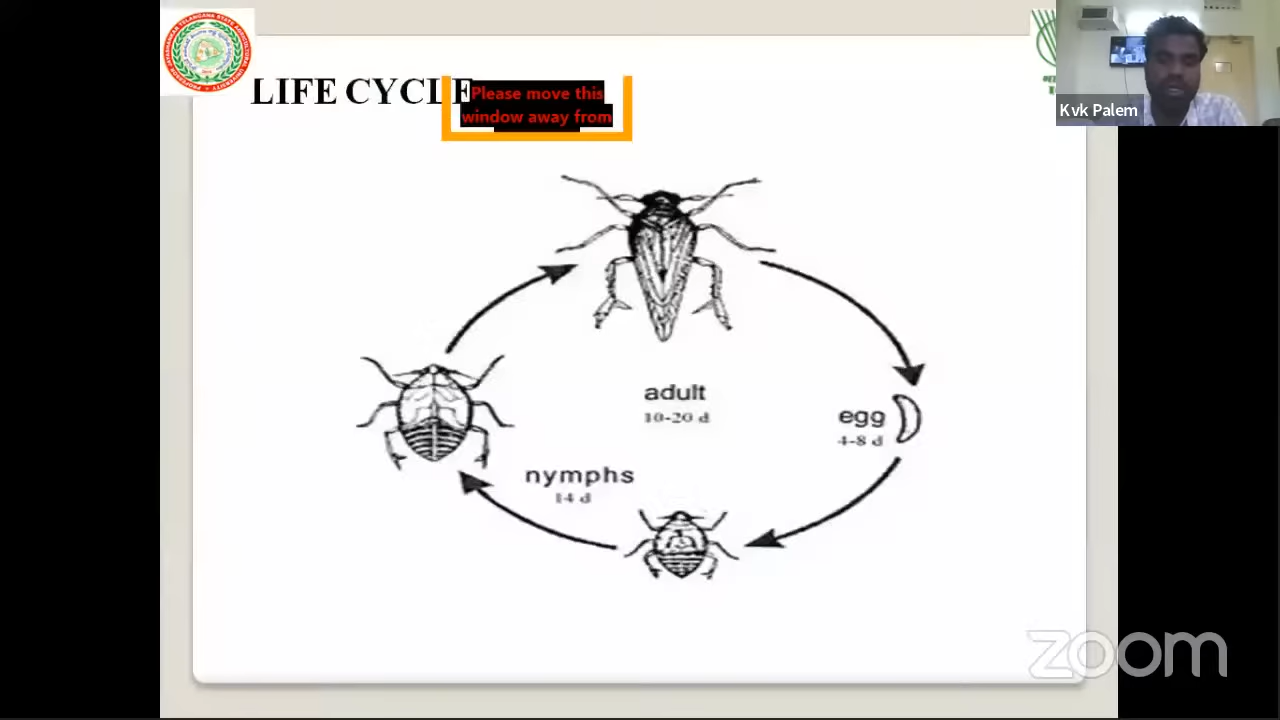 LIFE CYCLE
Please move this
window away from
Kvk Palem
adult
10-20 d
egg
4-8 d
nymphs
14 d
zoom